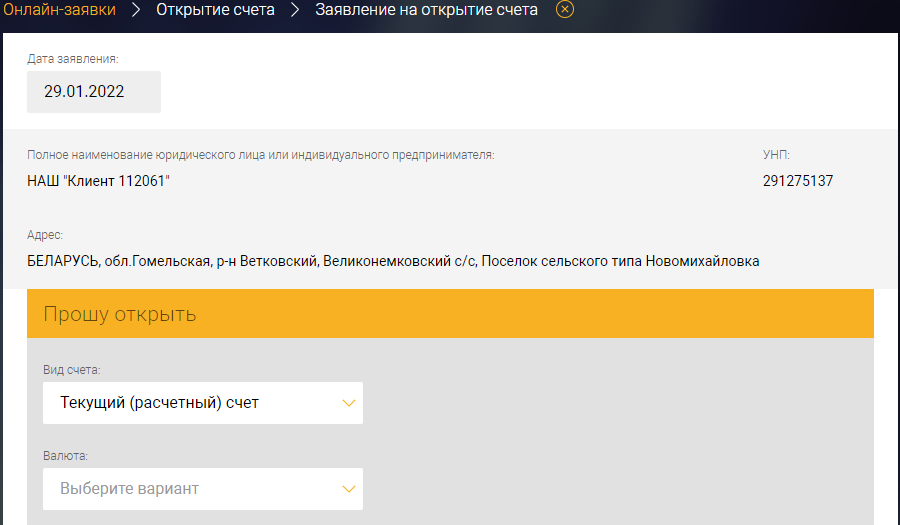 Онлайн-заявки > Открытие счета > Заявление на открытие счета
Дата заявления:
29.01.2022
Полное наименование юридического лица или индивидуального предпринимателя: УНП:
НАШ "Клиент 112061" 291275137
Адрес:
БЕЛАРУСЬ, обл.Гомельская, р-н Ветковский, Великонемковский с/с, Поселок сельского типа Новомихайловка
Прошу открыть
Вид счета:
Текущий (расчетный) счет
Валюта:
Выберите вариант